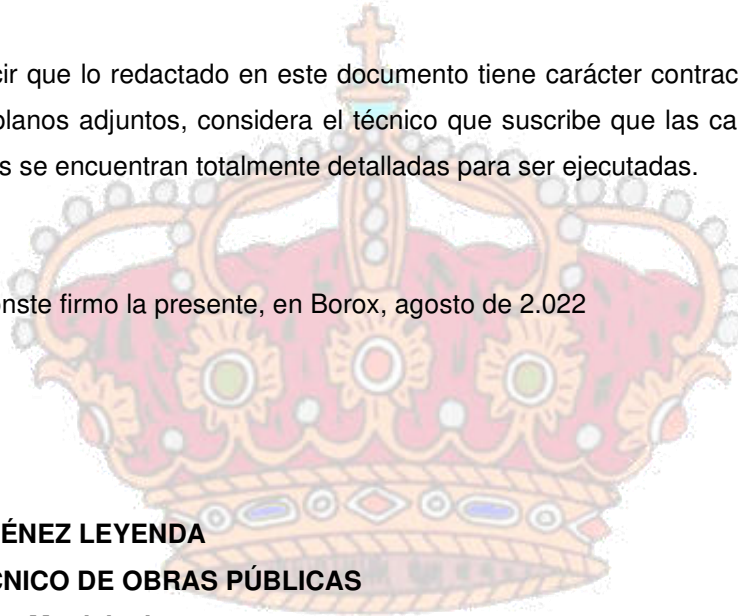 cir que lo redactado en este documento tiene carácter contrac
planos adjuntos, considera el técnico que suscribe que las ca
s se encuentran totalmente detalladas para ser ejecutadas.
nste firmo la presente, en Borox, agosto de 2.022
ÉNEZ LEYENDA
CNICO DE OBRAS PÚBLICAS